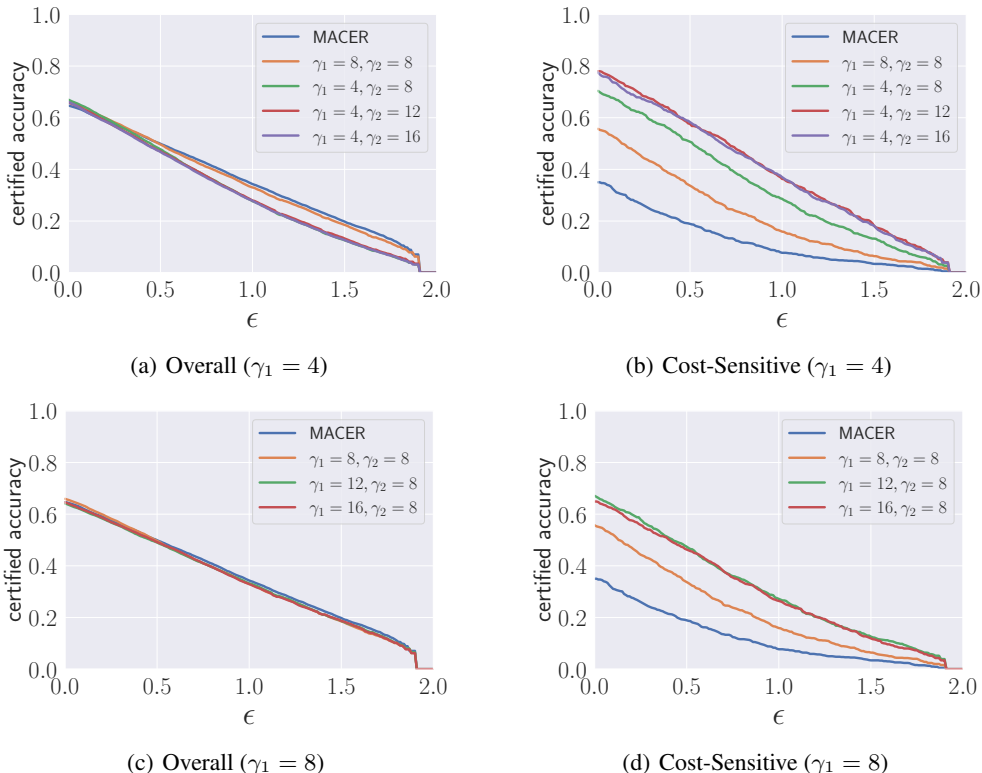 1.0
0.8
0.6
0.4
0.2
0.0
certified accuracy
MACER
γ₁ = 8, γ₂ = 8
γ₁ = 4, γ₂ = 8
γ₁ = 4, γ₂ = 12
γ₁ = 4, γ₂ = 16
0.0 0.5 1.0 1.5 2.0
ϵ
(a) Overall (γ₁ = 4)
1.0
0.8
0.6
0.4
0.2
0.0
certified accuracy
MACER
γ₁ = 8, γ₂ = 8
γ₁ = 4, γ₂ = 8
γ₁ = 4, γ₂ = 12
γ₁ = 4, γ₂ = 16
0.0 0.5 1.0 1.5 2.0
ϵ
(b) Cost-Sensitive (γ₁ = 4)
1.0
0.8
0.6
0.4
0.2
0.0
certified accuracy
MACER
γ₁ = 8, γ₂ = 8
γ₁ = 12, γ₂ = 8
γ₁ = 16, γ₂ = 8
0.0 0.5 1.0 1.5 2.0
ϵ
(c) Overall (γ₁ = 8)
1.0
0.8
0.6
0.4
0.2
0.0
certified accuracy
MACER
γ₁ = 8, γ₂ = 8
γ₁ = 12, γ₂ = 8
γ₁ = 16, γ₂ = 8
0.0 0.5 1.0 1.5 2.0
ϵ
(d) Cost-Sensitive (γ₁ = 8)